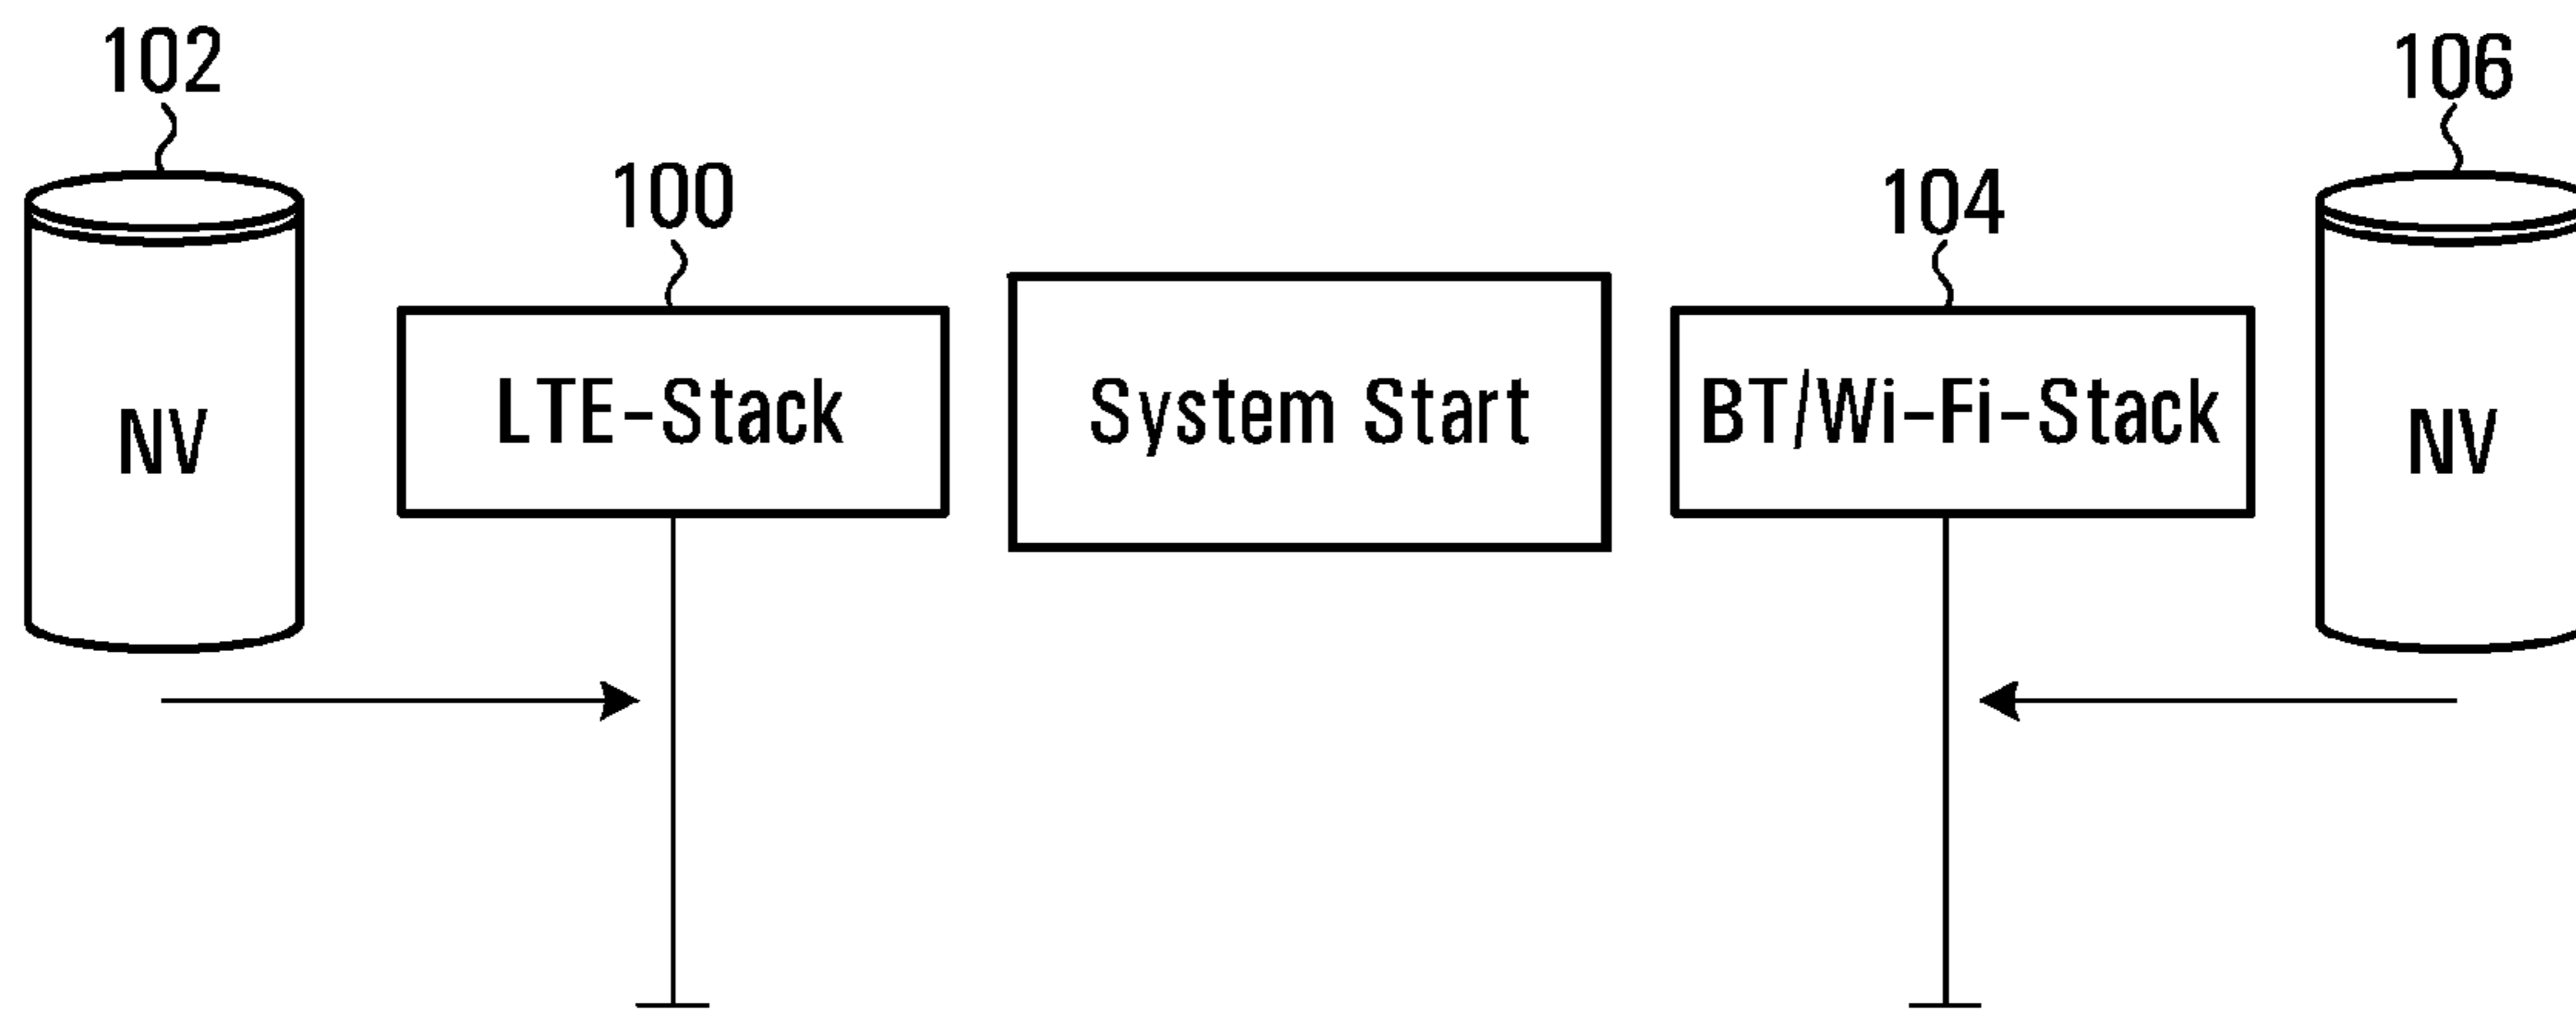 102
106
100
104
LTE-Stack
System Start
BT/Wi-Fi-Stack
NV
NV